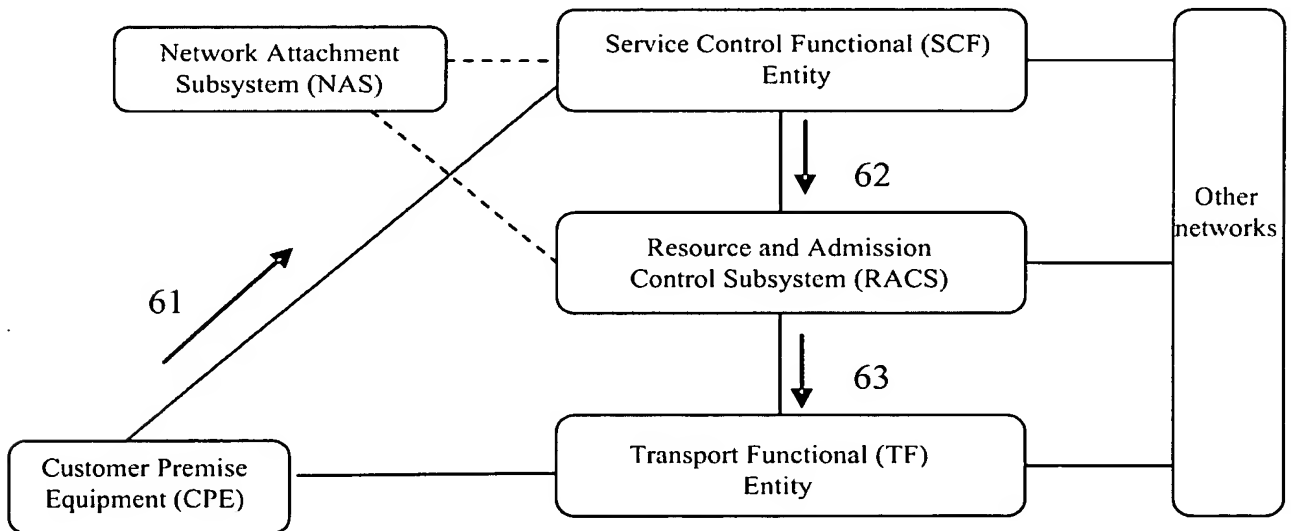 Network Attachment
Subsystem (NAS)
Service Control Functional (SCF)
Entity
Other
networks
62
Resource and Admission
Control Subsystem (RACS)
61
63
Customer Premise
Equipment (CPE)
Transport Functional (TF)
Entity